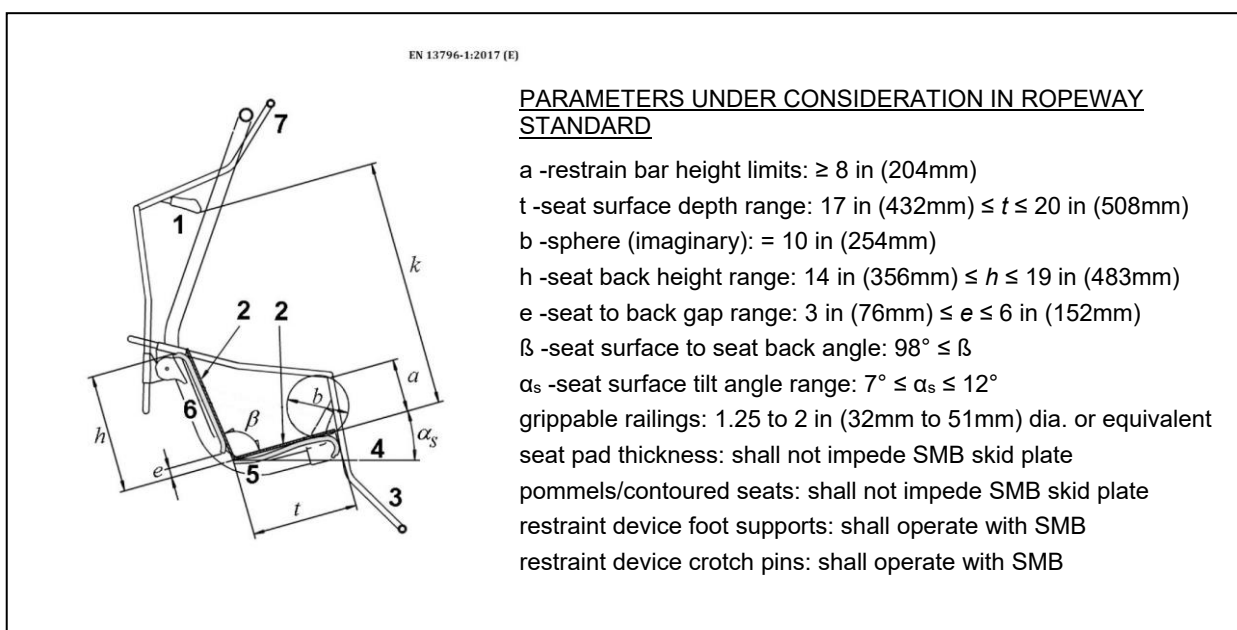 EN 13796-1:2017 (E)
PARAMETERS UNDER CONSIDERATION IN ROPEWAY
STANDARD
a -restrain bar height limits: ≥ 8 in (204mm)
t -seat surface depth range: 17 in (432mm) ≤ t ≤ 20 in (508mm)
b -sphere (imaginary): = 10 in (254mm)
h -seat back height range: 14 in (356mm) ≤ h ≤ 19 in (483mm)
e -seat to back gap range: 3 in (76mm) ≤ e ≤ 6 in (152mm)
ß -seat surface to seat back angle: 98° ≤ ß
αₛ -seat surface tilt angle range: 7° ≤ αₛ ≤ 12°
grippable railings: 1.25 to 2 in (32mm to 51mm) dia. or equivalent
seat pad thickness: shall not impede SMB skid plate
pommels/contoured seats: shall not impede SMB skid plate
restraint device foot supports: shall operate with SMB
restraint device crotch pins: shall operate with SMB
7
1
k
2 2
a
b
6
β
h
αs
4
e
5
3
t